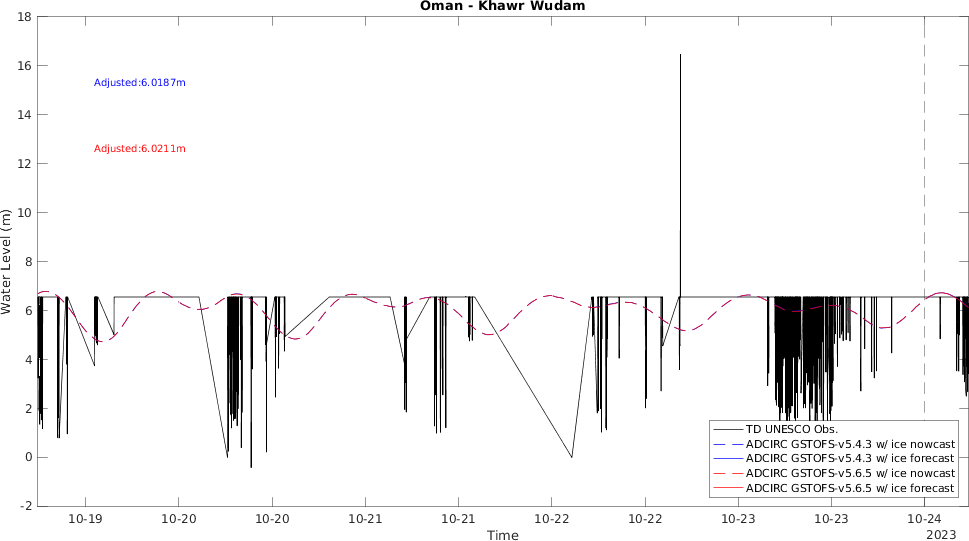 Oman - Khawr Wudam
18
16
14
12
10
8
6
4
2
0
-2
Water Level (m)
Adjusted:6.0187m
Adjusted:6.0211m
TD UNESCO Obs.
ADCIRC GSTOFS-v5.4.3 w/ ice nowcast
ADCIRC GSTOFS-v5.4.3 w/ ice forecast
ADCIRC GSTOFS-v5.6.5 w/ ice nowcast
ADCIRC GSTOFS-v5.6.5 w/ ice forecast
10-19 10-20 10-20 10-21 10-21 10-22 10-22 10-23 10-23 10-24
2023
Time